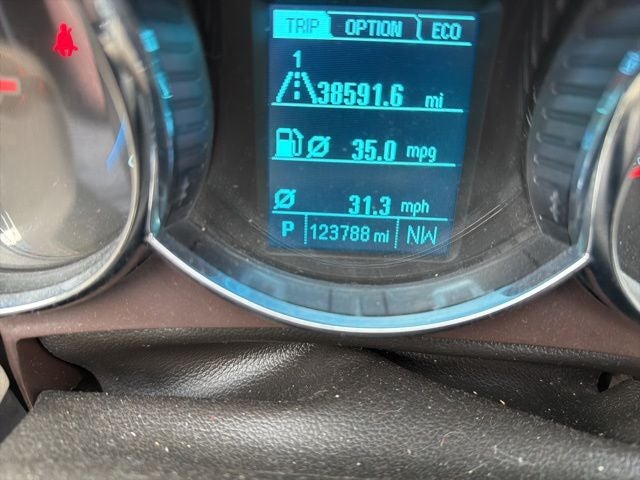 TRIP OPTION ECO
1
38591.6 mi
35.0 mpg
31.3 mph
P 123788 mi NW